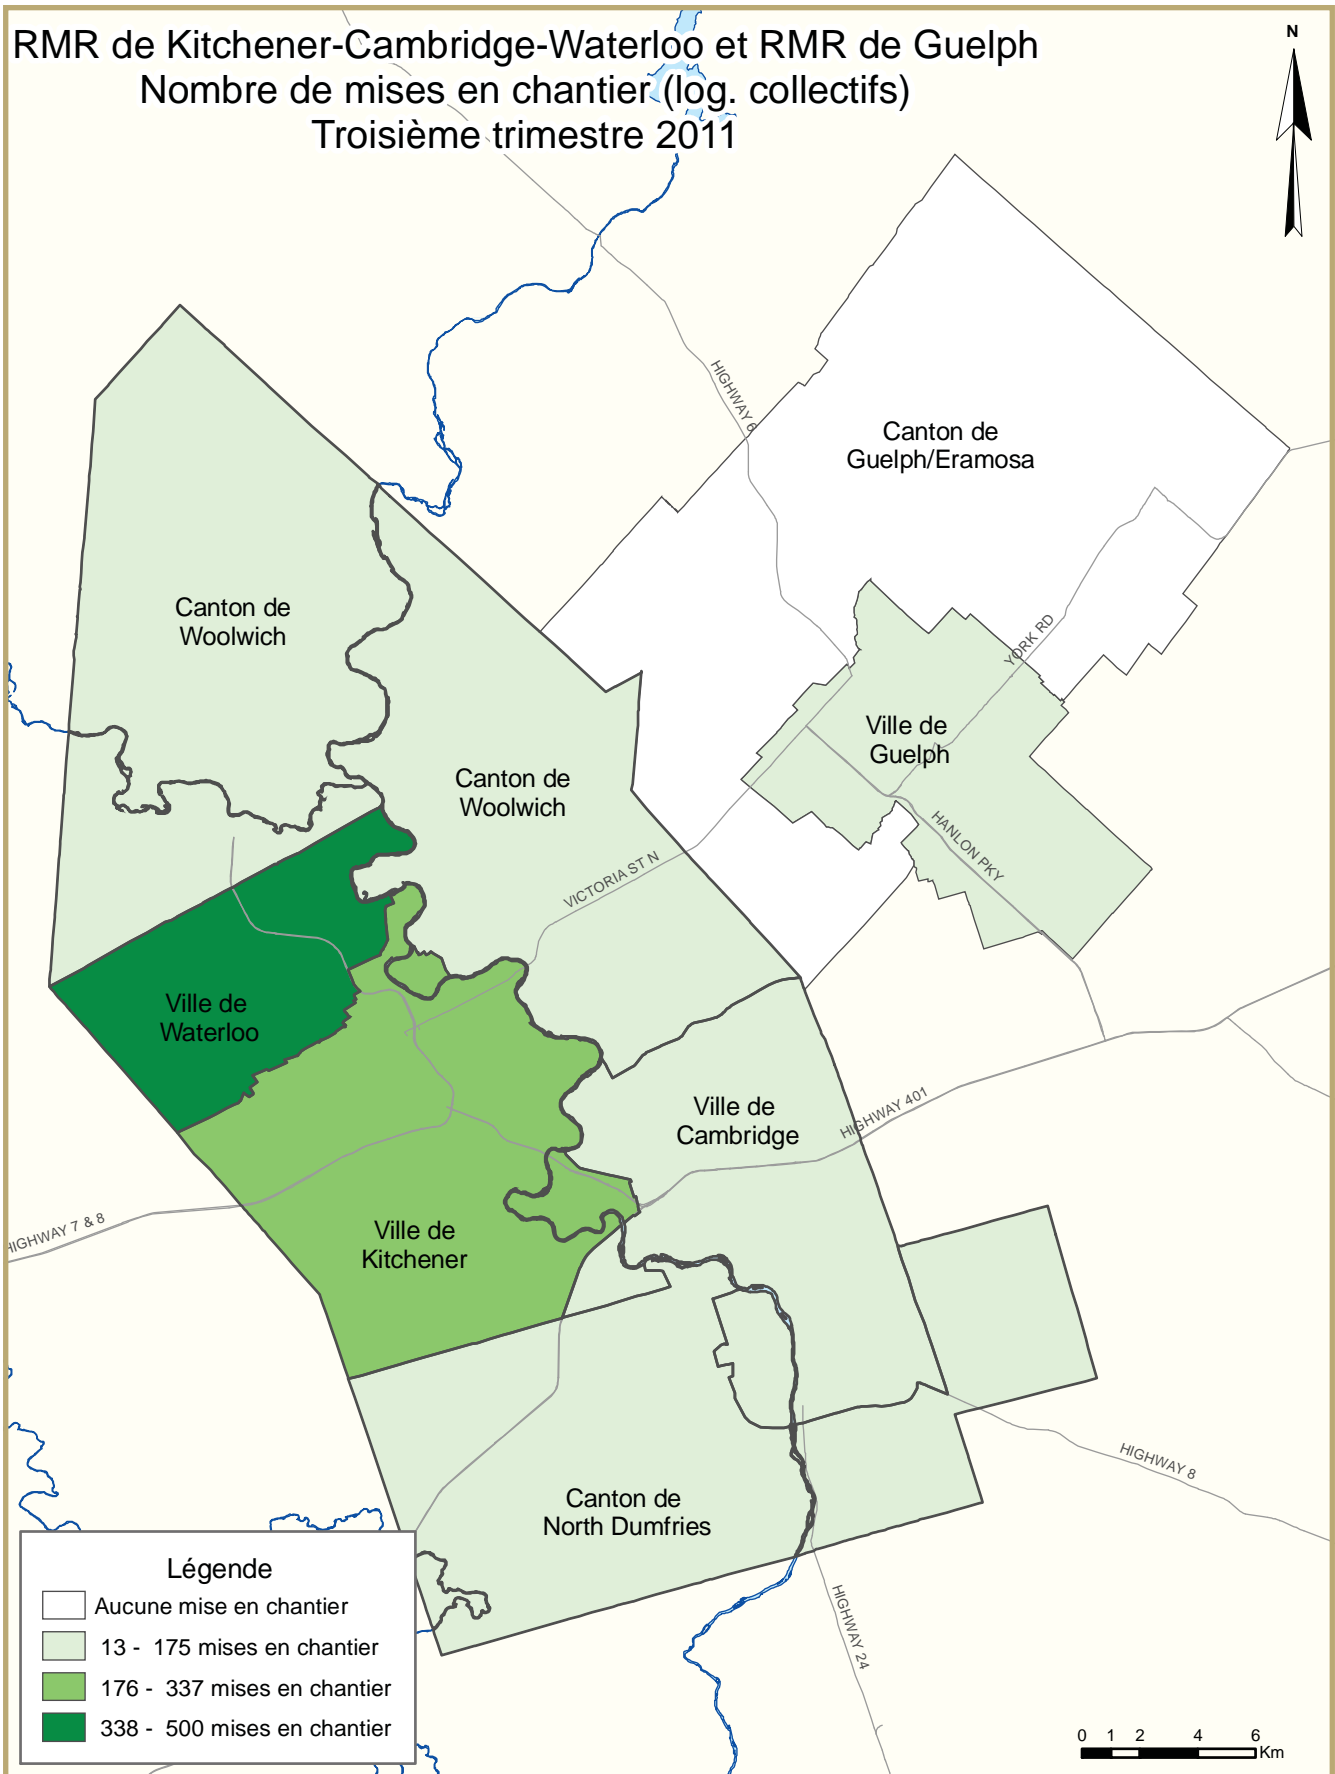 RMR de Kitchener-Cambridge-Waterloo et RMR de Guelph
Nombre de mises en chantier (log. collectifs)
Troisième trimestre 2011
N
HIGHWAY 6
Canton de
Guelph/Eramosa
Canton de
Woolwich
YORK RD
Ville de
Guelph
Canton de
Woolwich
HANLON PKY
VICTORIA ST N
Ville de
Waterloo
Ville de
Cambridge
HIGHWAY 401
HIGHWAY 7 & 8
Ville de
Kitchener
HIGHWAY 8
Canton de
North Dumfries
HIGHWAY 24
Légende
Aucune mise en chantier
13 - 175 mises en chantier
176 - 337 mises en chantier
338 - 500 mises en chantier
0 1 2 4 6
Km